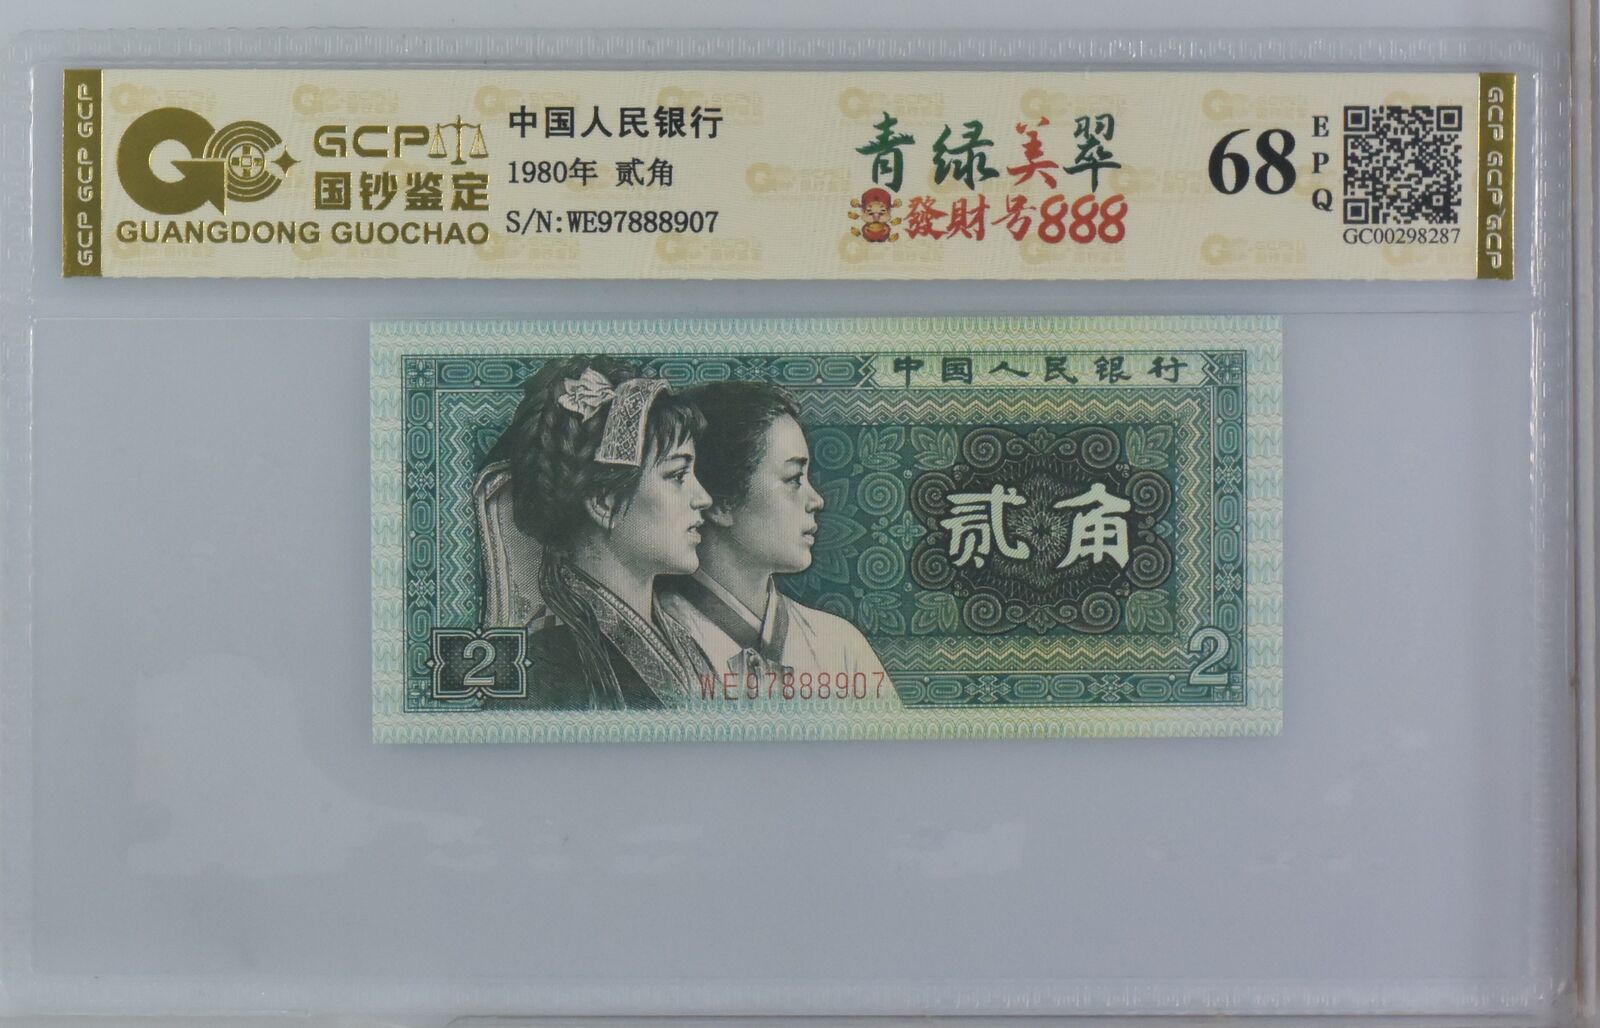 GCP GCP GCP
GCP
国钞鉴定
GUANGDONG GUOCHAO
中国人民银行
1980年 贰角
S/N:WE97888907
青绿美翠
發財号888
68
EPQ
GC00298287
GCP GCP GCP
中国人民银行
贰角
2
2
WE97888907